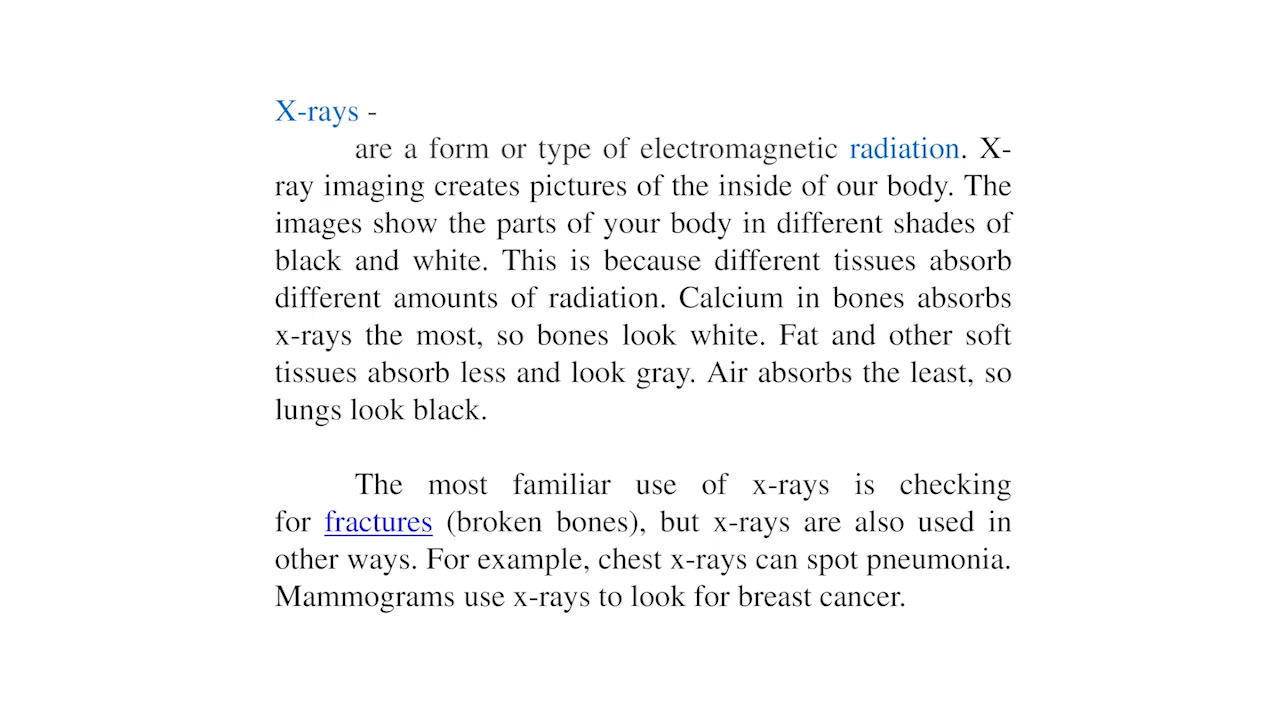 X-rays -
are a form or type of electromagnetic radiation. X-
ray imaging creates pictures of the inside of our body. The
images show the parts of your body in different shades of
black and white. This is because different tissues absorb
different amounts of radiation. Calcium in bones absorbs
x-rays the most, so bones look white. Fat and other soft
tissues absorb less and look gray. Air absorbs the least, so
lungs look black.
The most familiar use of x-rays is checking
for fractures (broken bones), but x-rays are also used in
other ways. For example, chest x-rays can spot pneumonia.
Mammograms use x-rays to look for breast cancer.